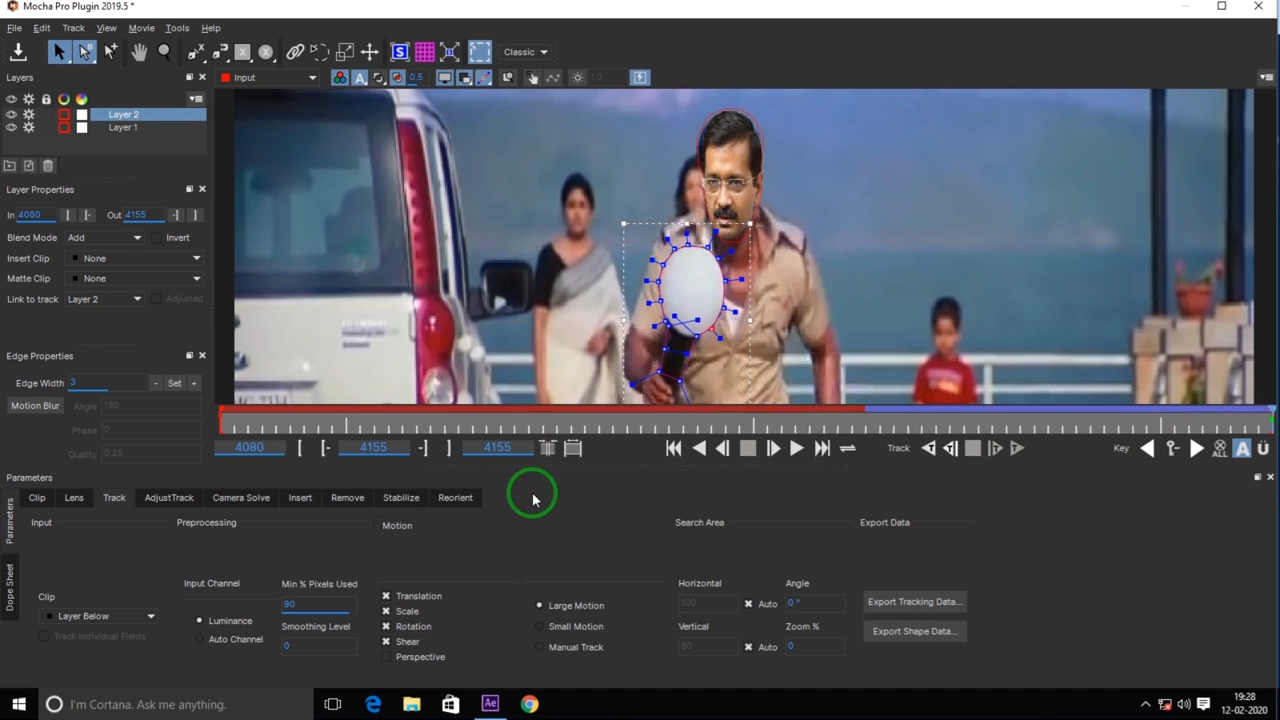 Mocha Pro Plugin 2019.5 *
File Edit Track View Movie Tools Help
Classic
Layers
Input 0.5 1.0
Layer 2
Layer 1
Layer Properties
In 4080 Out 4155
Blend Mode Add Invert
Insert Clip None
Matte Clip None
Link to track Layer 2 Adjusted
Edge Properties
Edge Width 3 - Set +
Motion Blur Angle 180
Phase 0
Quality 0.25
4080 4155 4155 Track Key ALL A Ü
Parameters
Clip Lens Track AdjustTrack Camera Solve Insert Remove Stabilize Reorient
Parameters
Dope Sheet
Input Preprocessing Motion Search Area Export Data
Input Channel Min % Pixels Used Horizontal Angle
Clip 90 Translation Large Motion 100 Auto 0 ° Export Tracking Data...
Layer Below Luminance Scale
Smoothing Level Rotation Small Motion Vertical Zoom % Export Shape Data...
Track Individual Fields Auto Channel 0 Shear Manual Track 80 Auto 0
Perspective
I'm Cortana. Ask me anything. Ae 19:28
12-02-2020